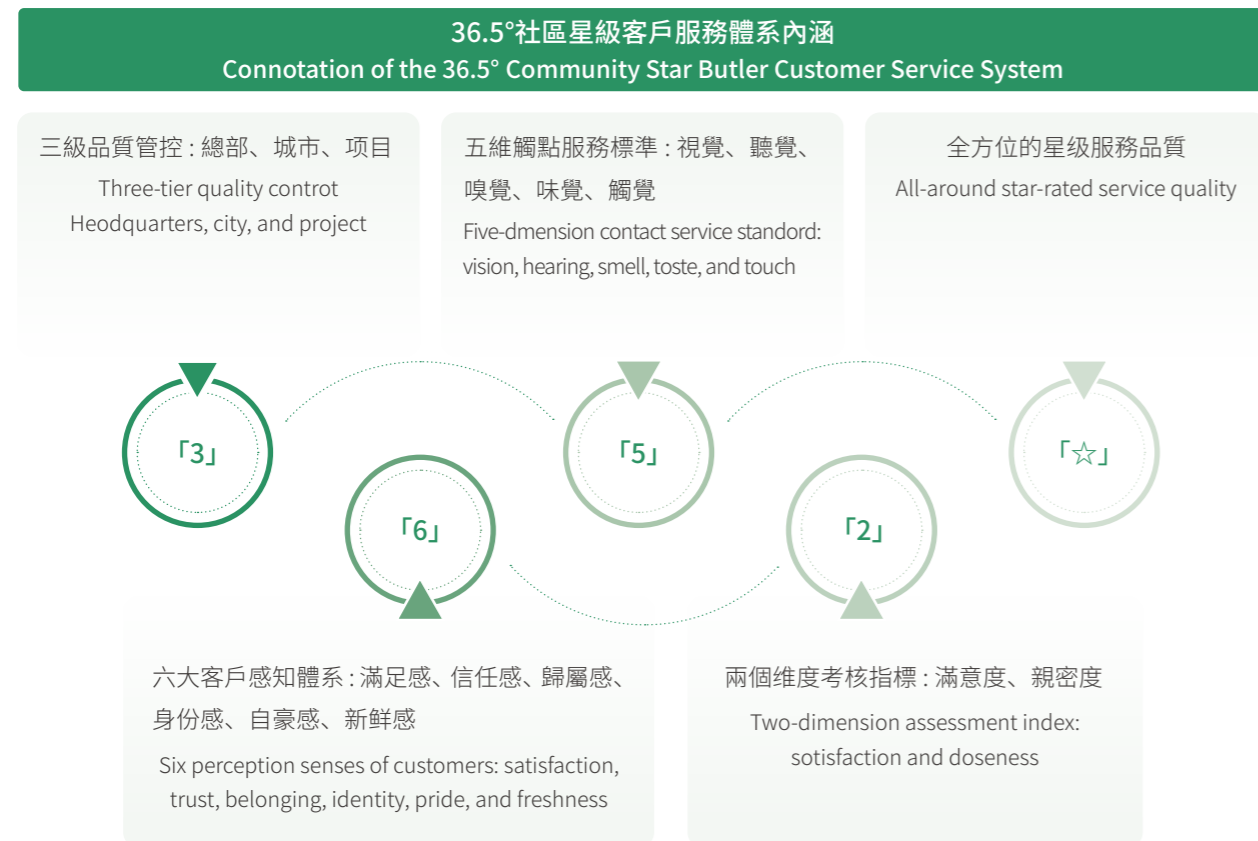 36.5°社區星級客戶服務體系內涵
Connotation of the 36.5° Community Star Butler Customer Service System
三級品質管控 : 總部、城市、项目
Three-tier quality controt
Heodquarters, city, and project
五維觸點服務標準 : 視覺、聽覺、
嗅覺、味覺、觸覺
Five-dmension contact service standord:
vision, hearing, smell, toste, and touch
全方位的星级服務品質
All-around star-rated service quality
「3」
「6」
「5」
「2」
「☆」
六大客戶感知體系 : 滿足感、信任感、歸屬感、
身份感、自豪感、新鮮感
Six perception senses of customers: satisfaction,
trust, belonging, identity, pride, and freshness
兩個维度考核指標 : 滿意度、親密度
Two-dimension assessment index:
sotisfaction and doseness